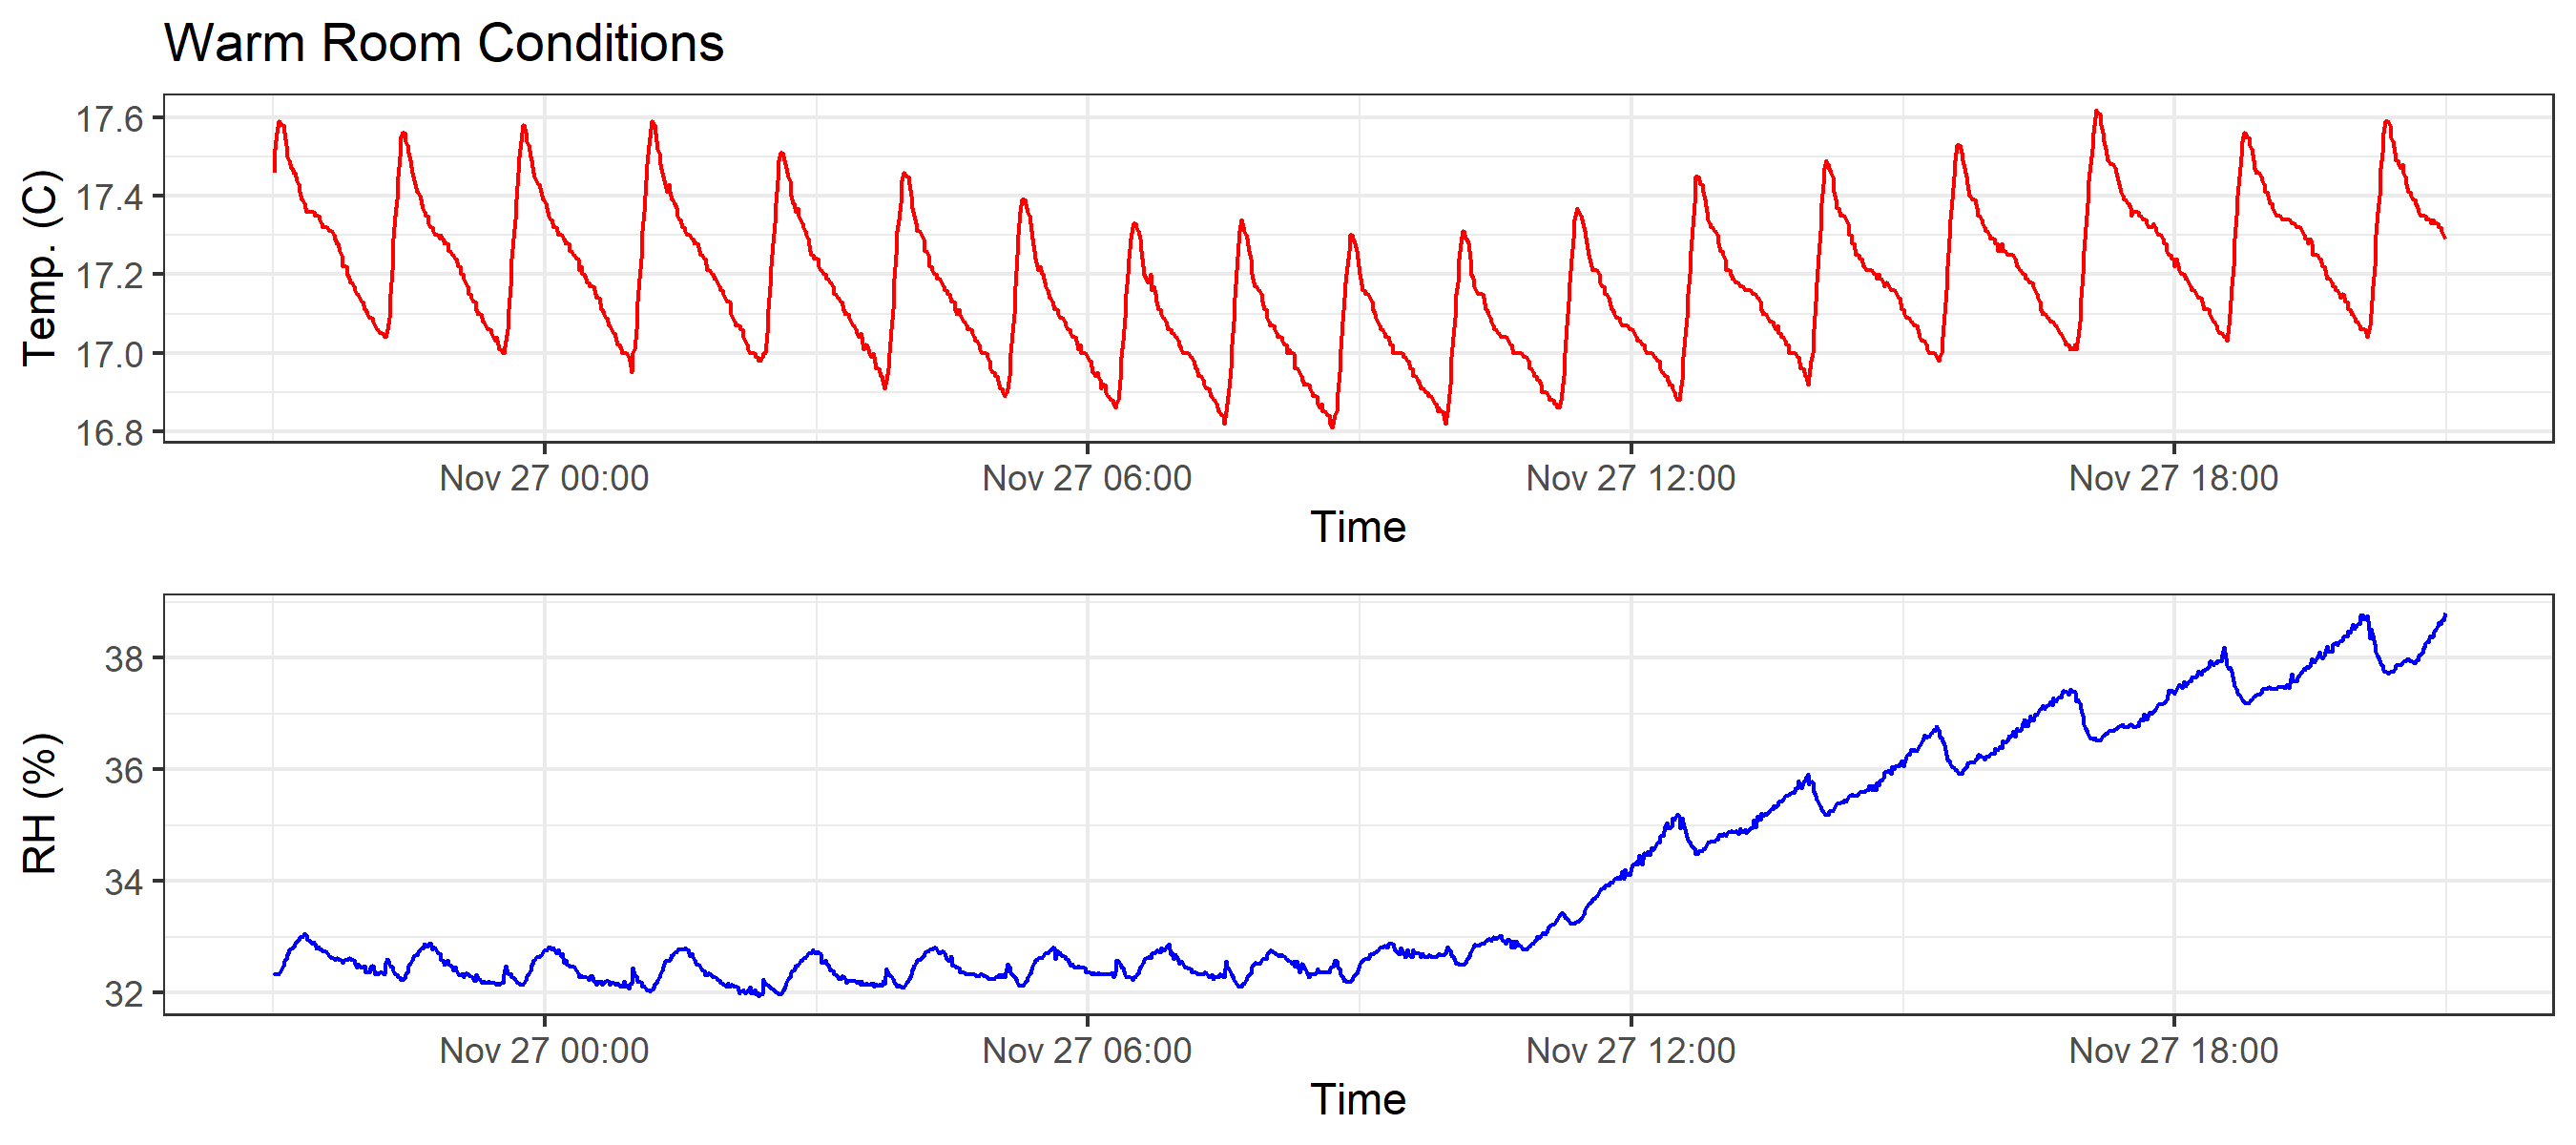 Warm Room Conditions
17.6
17.4
17.2
17.0
16.8
Temp. (C)
Nov 27 00:00 Nov 27 06:00 Nov 27 12:00 Nov 27 18:00
Time
38
36
34
32
RH (%)
Nov 27 00:00 Nov 27 06:00 Nov 27 12:00 Nov 27 18:00
Time